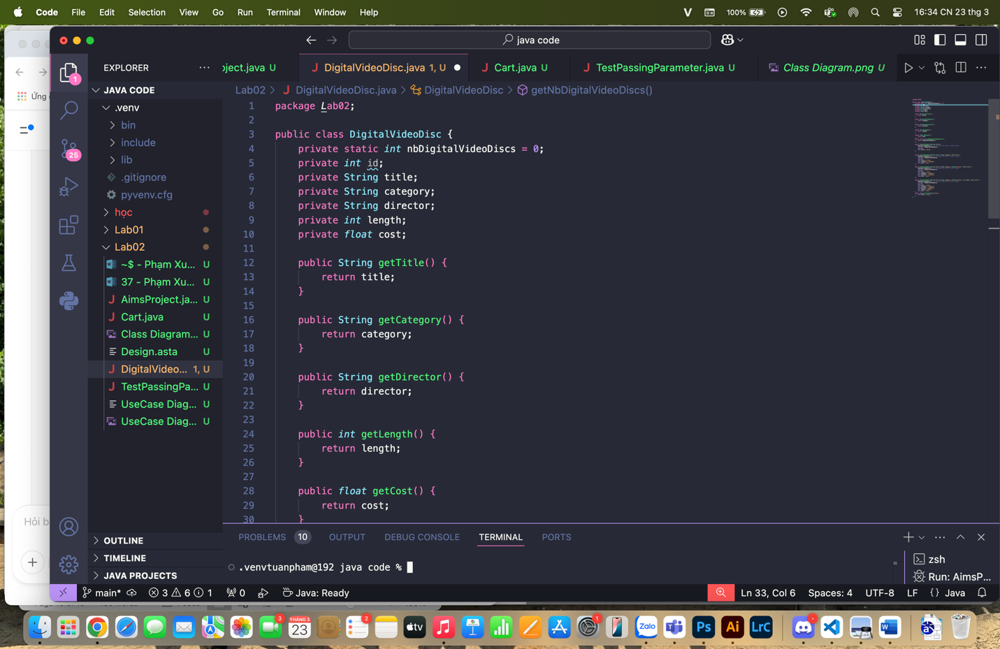 Code File Edit Selection View Go Run Terminal Window Help
100% 16:34 CN 23 thg 3
java code
EXPLORER
oject.java U
DigitalVideoDisc.java 1, U
Cart.java U
TestPassingParameter.java U
Class Diagram.png U
Lab02 > DigitalVideoDisc.java > DigitalVideoDisc > getNbDigitalVideoDiscs()
JAVA CODE
.venv
bin
include
lib
.gitignore
pyvenv.cfg
học
Lab01
Lab02
~$ - Phạm Xu... U
37 - Phạm Xu... U
AimsProject.ja... U
Cart.java U
Class Diagram... U
Design.asta U
DigitalVideo... 1, U
TestPassingPa... U
UseCase Diag... U
UseCase Diag... U
OUTLINE
TIMELINE
JAVA PROJECTS
1
25
Ứng
Hỏi b
1 package Lab02;
2
3 public class DigitalVideoDisc {
4 private static int nbDigitalVideoDiscs = 0;
5 private int id;
6 private String title;
7 private String category;
8 private String director;
9 private int length;
10 private float cost;
11
12 public String getTitle() {
13 return title;
14 }
15
16 public String getCategory() {
17 return category;
18 }
19
20 public String getDirector() {
21 return director;
22 }
23
24 public int getLength() {
25 return length;
26 }
27
28 public float getCost() {
29 return cost;
30 }
PROBLEMS 10 OUTPUT DEBUG CONSOLE TERMINAL PORTS
.venvtuanpham@192 java code %
zsh
Run: AimsP...
main* 3 6 1 0 Java: Ready
Ln 33, Col 6 Spaces: 4 UTF-8 LF {} Java
3
THÁNG 3
23
2
tv
1
Zalo
Ps
Ai
LrC